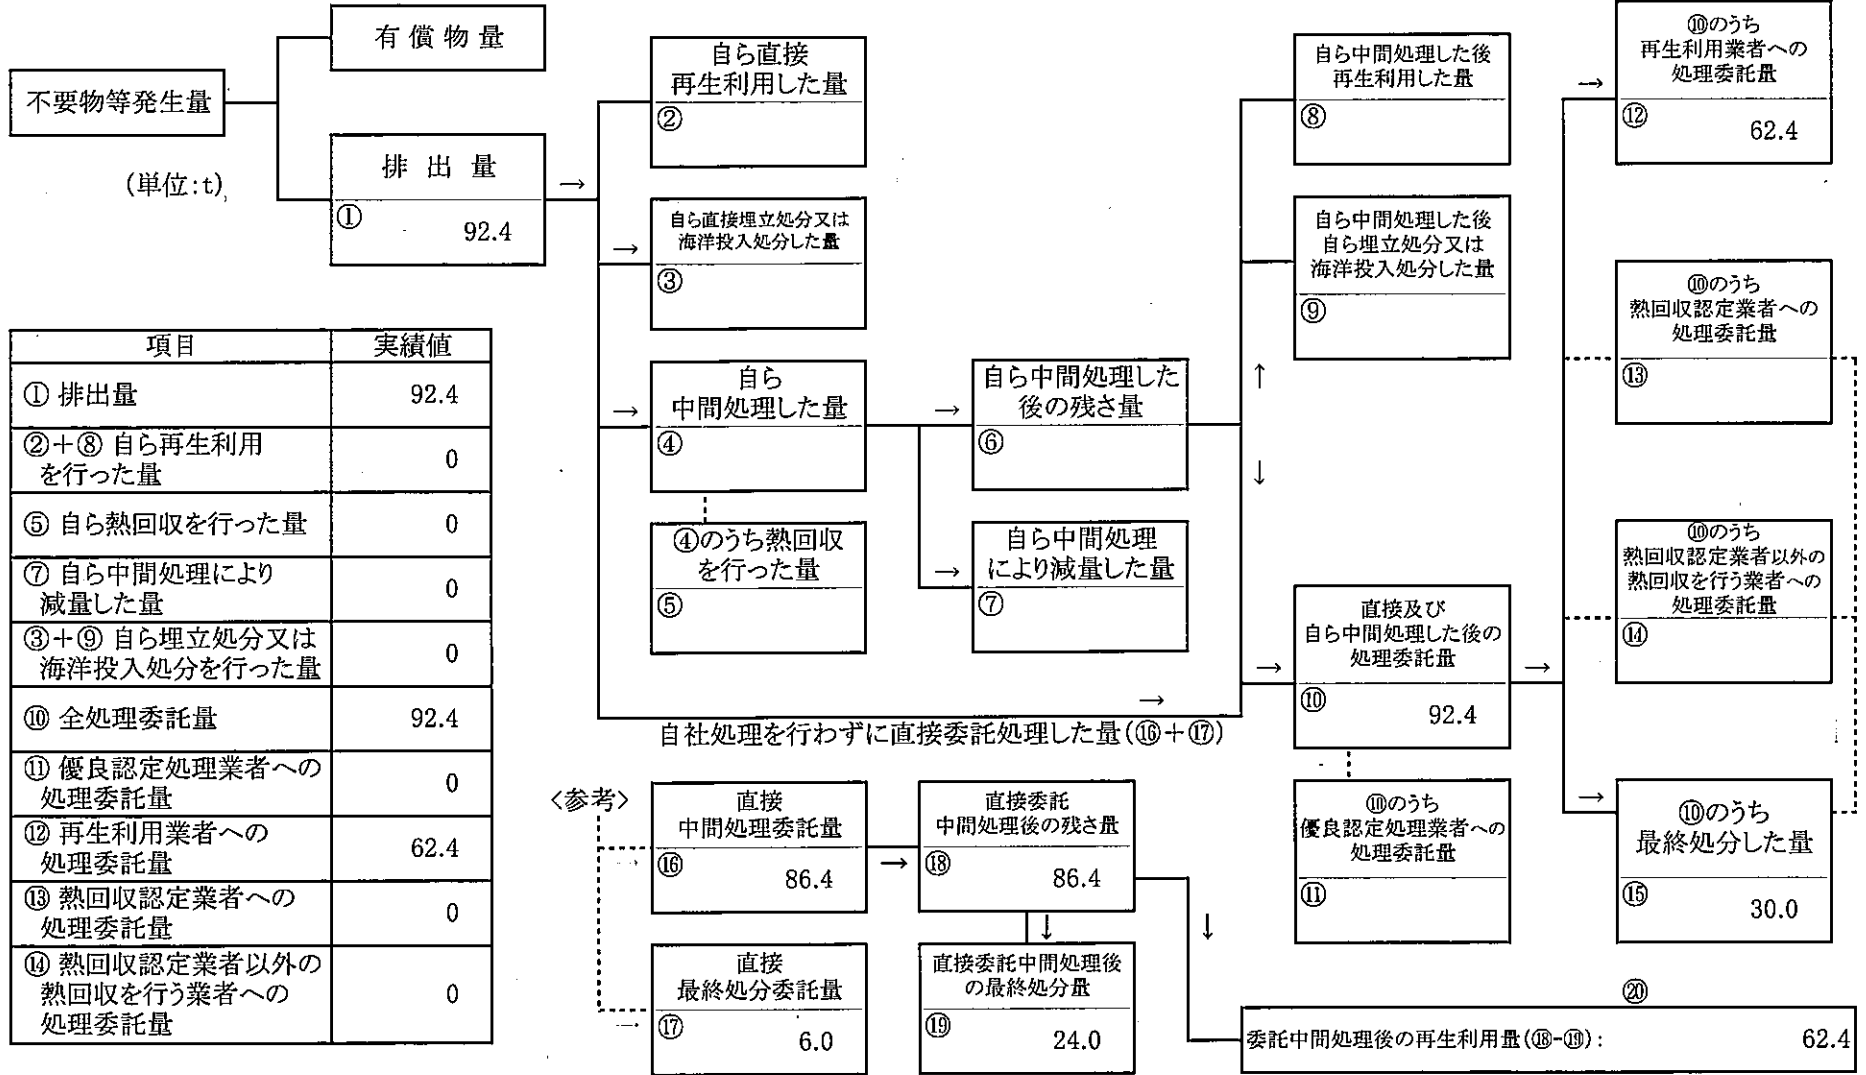 不要物等発生量
(単位:t)
有償物量
排出量
①
92.4
→
自ら直接
再生利用した量
②
→
自ら直接埋立処分又は
海洋投入処分した量
③
→
自ら
中間処理した量
④
④のうち熱回収
を行った量
⑤
→
自ら中間処理した
後の残さ量
⑥
→
自ら中間処理
により減量した量
⑦
↑
↓
自ら中間処理した後
再生利用した量
⑧
自ら中間処理した後
自ら埋立処分又は
海洋投入処分した量
⑨
→
自社処理を行わずに直接委託処理した量(⑯+⑰)
→
直接及び
自ら中間処理した後の
処理委託量
⑩
92.4
→
⑩のうち
優良認定処理業者への
処理委託量
⑪
→
⑩のうち
再生利用業者への
処理委託量
⑫
62.4
⑩のうち
熱回収認定業者への
処理委託量
⑬
⑩のうち
熱回収認定業者以外の
熱回収を行う業者への
処理委託量
⑭
→
⑩のうち
最終処分した量
⑮
30.0
項目 実績値
① 排出量 92.4
②+⑧ 自ら再生利用
を行った量 0
⑤ 自ら熱回収を行った量 0
⑦ 自ら中間処理により
減量した量 0
③+⑨ 自ら埋立処分又は
海洋投入処分を行った量 0
⑩ 全処理委託量 92.4
⑪ 優良認定処理業者への
処理委託量 0
⑫ 再生利用業者への
処理委託量 62.4
⑬ 熱回収認定業者への
処理委託量 0
⑭ 熱回収認定業者以外の
熱回収を行う業者への
処理委託量 0
<参考>
→
直接
中間処理委託量
⑯
86.4
→
直接
最終処分委託量
⑰
6.0
→
直接委託
中間処理後の残さ量
⑱
86.4
↓
直接委託中間処理後
の最終処分量
⑲
24.0
↓
⑳
委託中間処理後の再生利用量(⑱-⑲): 62.4